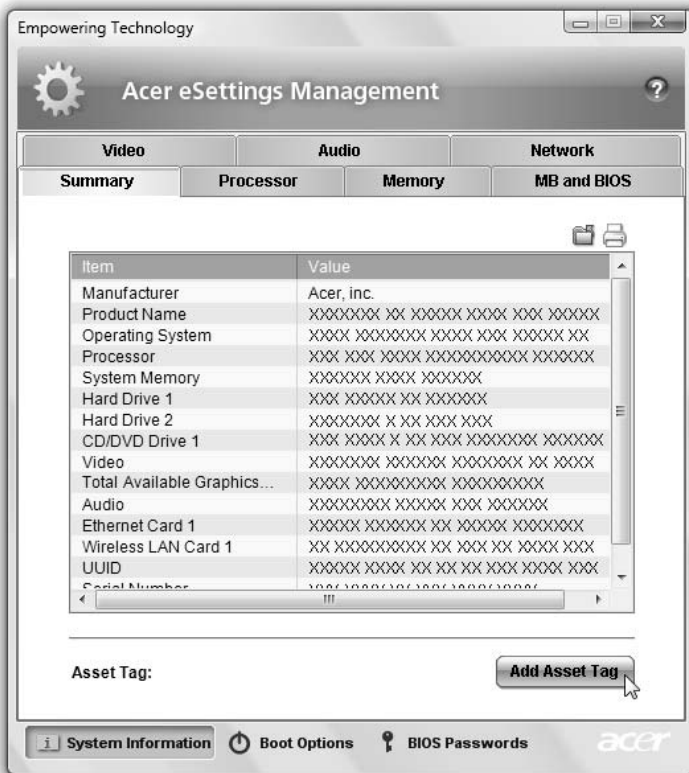 Empowering Technology
Acer eSettings Management
?
Video Audio Network
Summary Processor Memory MB and BIOS
Item Value
Manufacturer Acer, inc.
Product Name XXXXXXX XX XXXXX XXXX XXX XXXXX
Operating System XXXX XXXXXXX XXXX XXX XXXXX XX
Processor XXX XXX XXXX XXXXXXXXXX XXXXXX
System Memory XXXXXX XXXX XXXXXX
Hard Drive 1 XXX XXXXX XX XXXXXX
Hard Drive 2 XXXXXXX X XX XXX XXX
CD/DVD Drive 1 XXX XXXX X XX XXX XXXXXXX XXXXXX
Video XXXXXXX XXXXXX XXXXXXX XX XXXX
Total Available Graphics... XXXX XXXXXXXXX XXXXXXXXX
Audio XXXXXXXX XXXXX XXX XXXXXX
Ethernet Card 1 XXXXX XXXXXX XX XXXXX XXXXXXX
Wireless LAN Card 1 XX XXXXXXXXX XX XXX XX XXXX XXX
UUID XXXXX XXXX XX XX XX XXX XXXX XXX
Serial Number
Asset Tag: Add Asset Tag
i System Information Boot Options BIOS Passwords acer